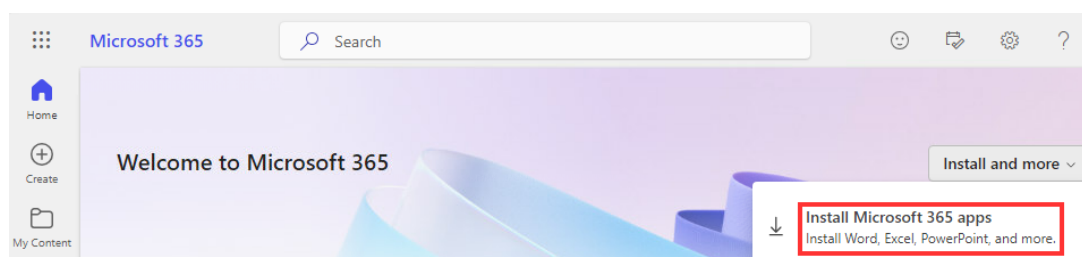 Microsoft 365
Search
?
Home
Create
My Content
Welcome to Microsoft 365
Install and more
Install Microsoft 365 apps
Install Word, Excel, PowerPoint, and more.